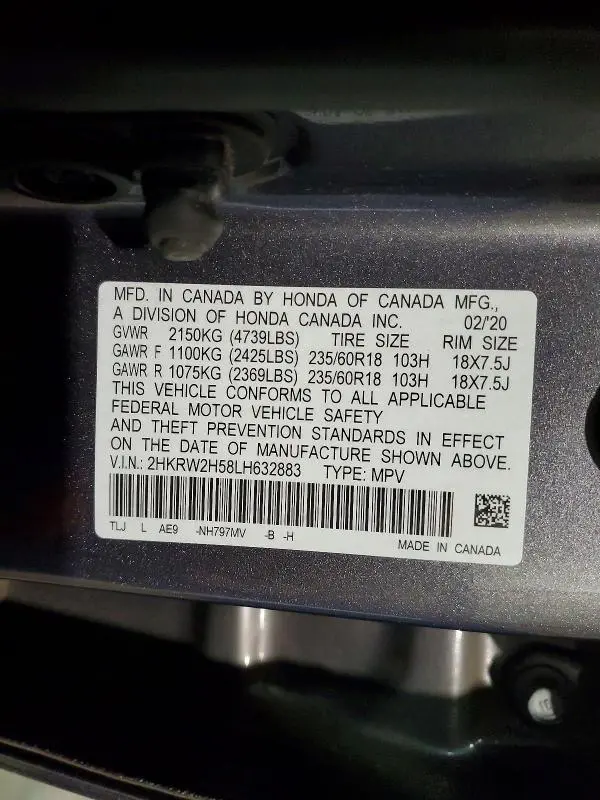 MFD. IN CANADA BY HONDA OF CANADA MFG.,
A DIVISION OF HONDA CANADA INC. 02/'20
GVWR 2150KG (4739LBS) TIRE SIZE RIM SIZE
GAWR F 1100KG (2425LBS) 235/60R18 103H 18X7.5J
GAWR R 1075KG (2369LBS) 235/60R18 103H 18X7.5J
THIS VEHICLE CONFORMS TO ALL APPLICABLE
FEDERAL MOTOR VEHICLE SAFETY
AND THEFT PREVENTION STANDARDS IN EFFECT
ON THE DATE OF MANUFACTURE SHOWN ABOVE.
V.I.N.: 2HKRW2H58LH632883 TYPE: MPV
TLJ L AE9 -NH797MV -B -H
MADE IN CANADA